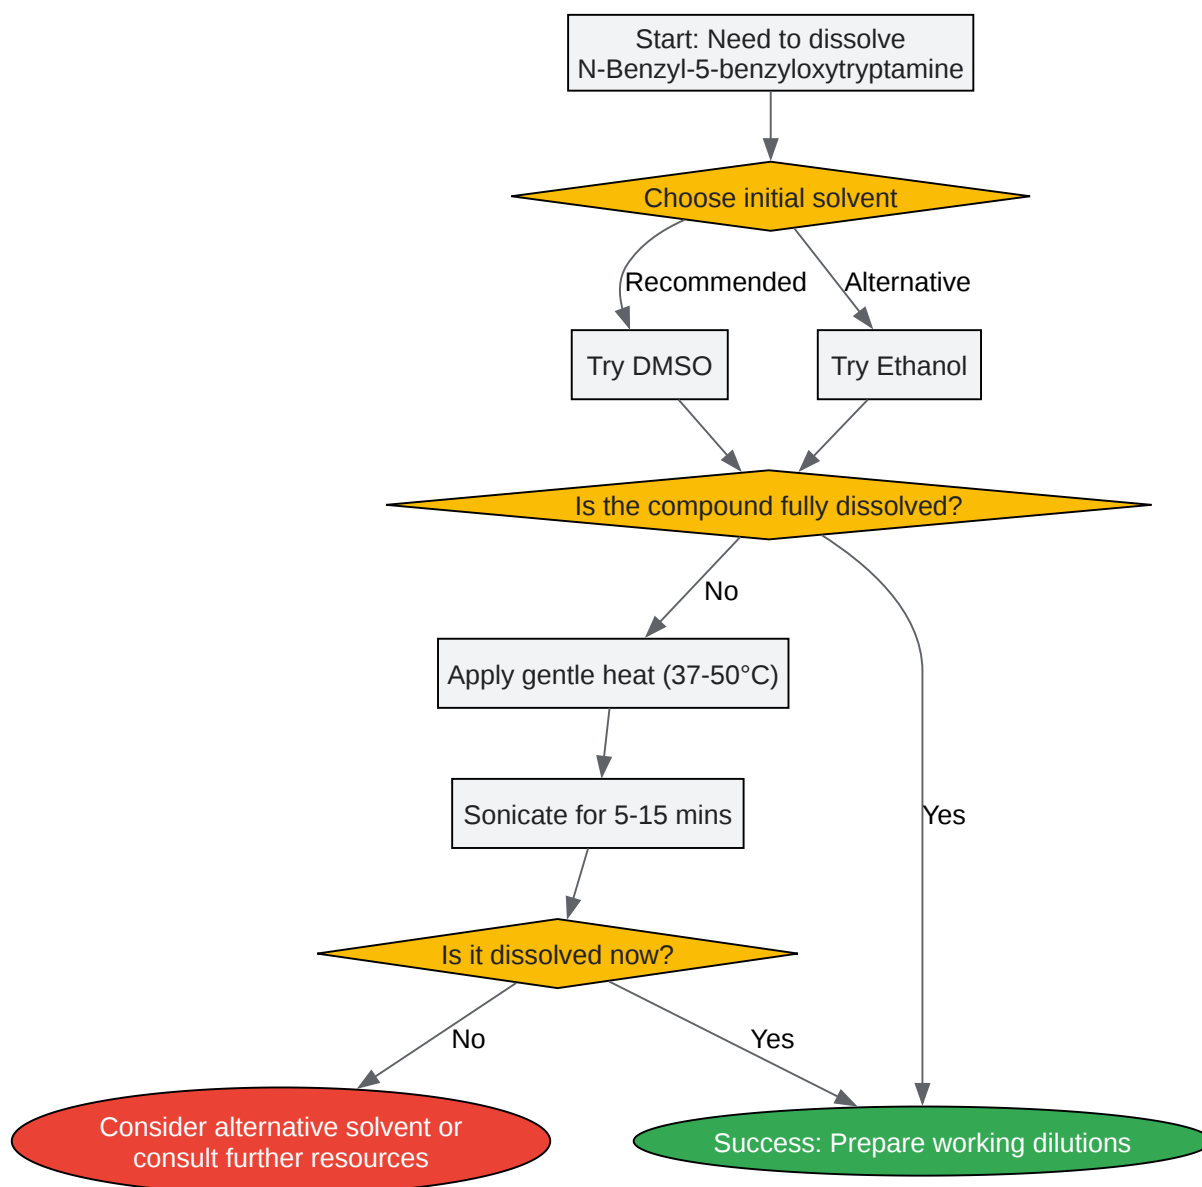 Start: Need to dissolve
N-Benzyl-5-benzyloxytryptamine
Choose initial solvent
Recommended
Alternative
Try DMSO
Try Ethanol
Is the compound fully dissolved?
No
Apply gentle heat (37-50°C)
Sonicate for 5-15 mins
Yes
Is it dissolved now?
No
Yes
Consider alternative solvent or
consult further resources
Success: Prepare working dilutions